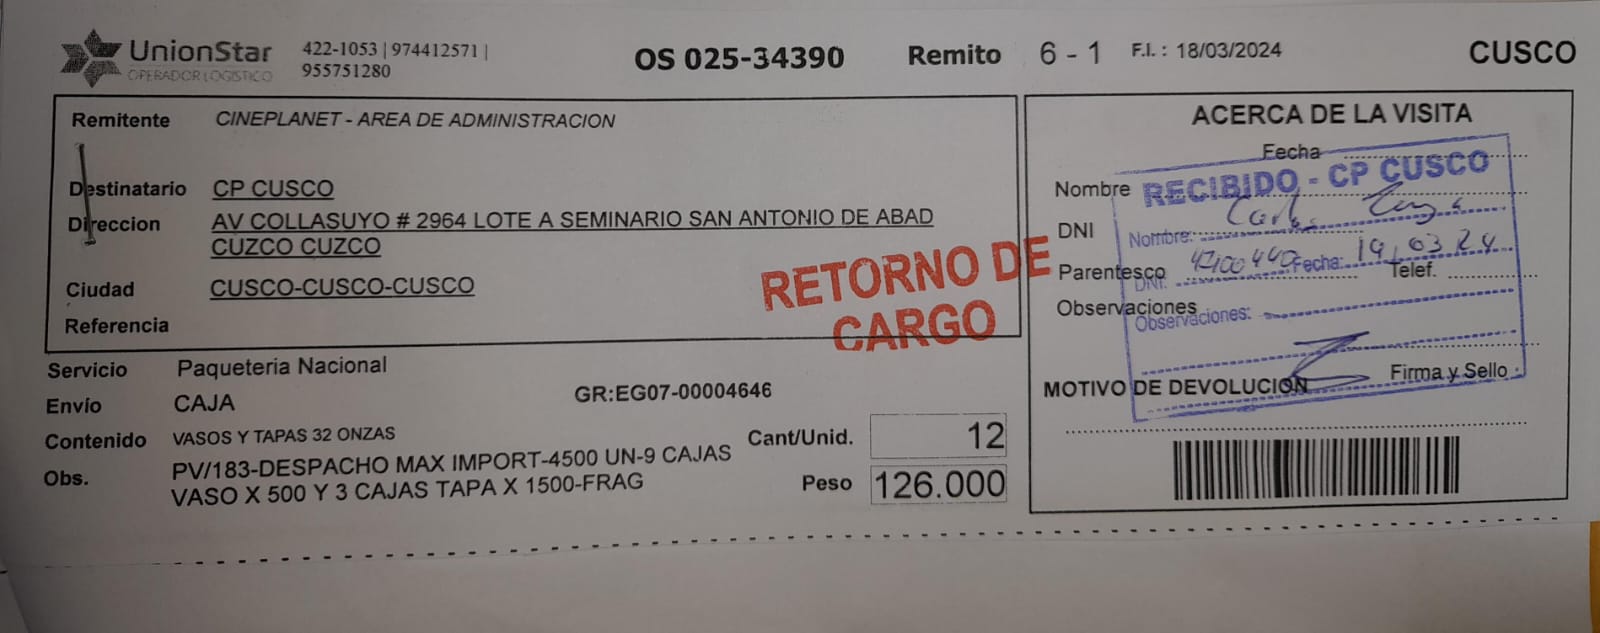 UnionStar
OPERADOR LOGISTICO
422-1053 | 974412571 |
955751280
OS 025-34390
Remito 6 - 1 F.I. : 18/03/2024
CUSCO
Remitente CINEPLANET - AREA DE ADMINISTRACION
Destinatario CP CUSCO
Direccion AV COLLASUYO # 2964 LOTE A SEMINARIO SAN ANTONIO DE ABAD
CUZCO CUZCO
Ciudad CUSCO-CUSCO-CUSCO
Referencia
RETORNO DE
CARGO
Servicio Paqueteria Nacional
Envío CAJA
GR:EG07-00004646
Contenido VASOS Y TAPAS 32 ONZAS
Cant/Unid. 12
Obs. PV/183-DESPACHO MAX IMPORT-4500 UN-9 CAJAS
VASO X 500 Y 3 CAJAS TAPA X 1500-FRAG
Peso 126.000
ACERCA DE LA VISITA
Fecha
Nombre
DNI
Parentesco
Telef.
Observaciones
MOTIVO DE DEVOLUCION
Firma y Sello :
RECIBIDO - CP CUSCO
Nombre:
DNI: Fecha: 19.03.24
Observaciones: